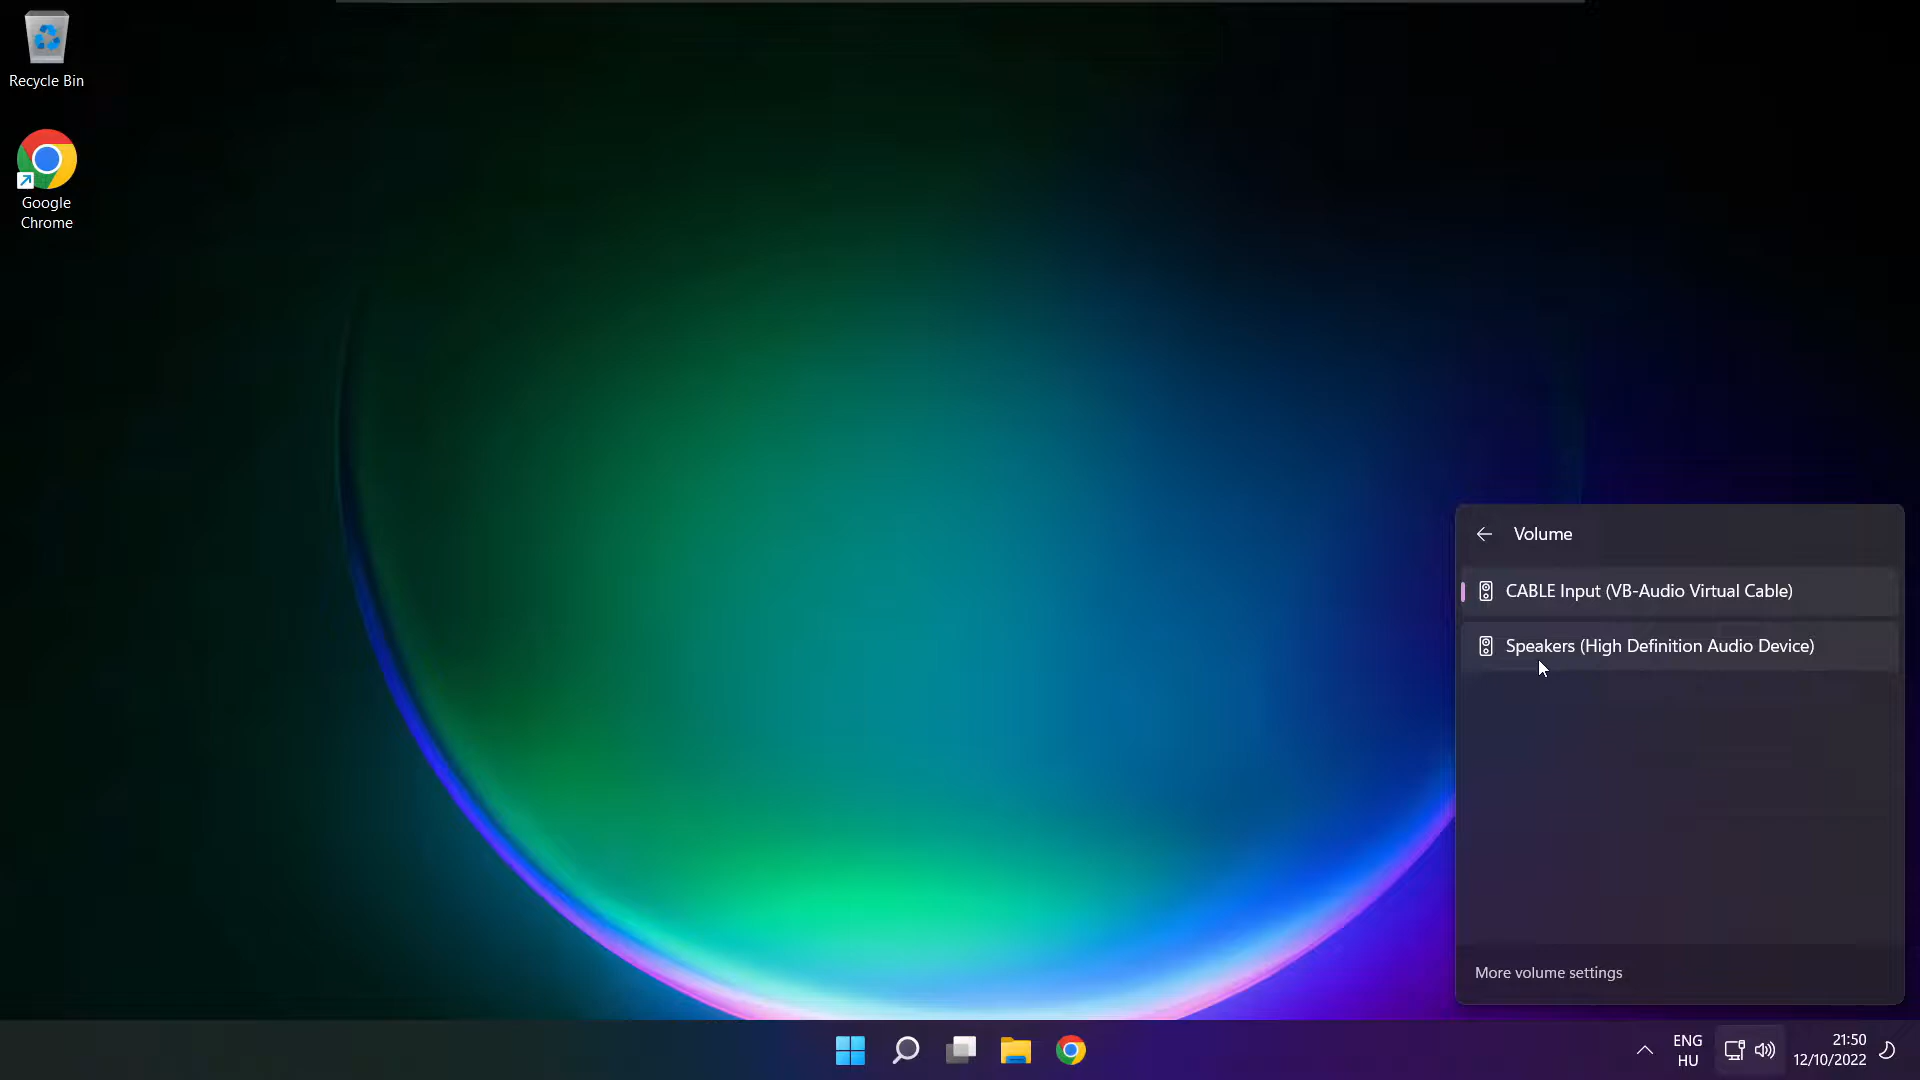 Recycle Bin
Google
Chrome
Volume
CABLE Input (VB-Audio Virtual Cable)
Speakers (High Definition Audio Device)
More volume settings
ENG
HU
21:50
12/10/2022